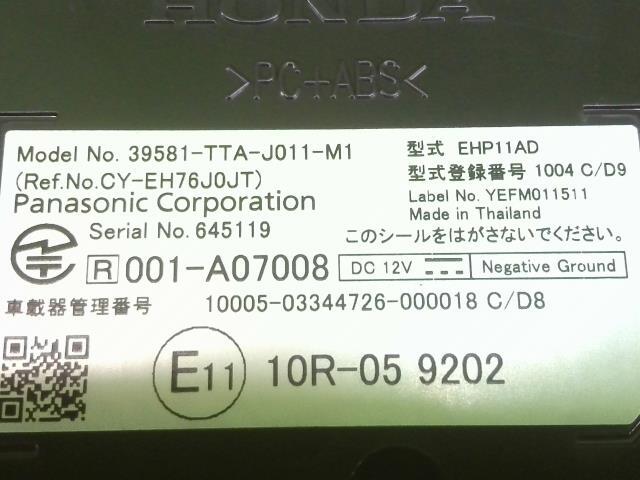 HONDA
>PC+ABS<
Model No. 39581-TTA-J011-M1
(Ref.No.CY-EH76J0JT)
Panasonic Corporation
Serial No. 645119
型式 EHP11AD
型式登録番号 1004 C/D9
Label No. YEFM011511
Made in Thailand
このシールをはがさないでください。
R 001-A07008
DC 12V
Negative Ground
車載器管理番号 10005-03344726-000018 C/D8
E11 10R-05 9202